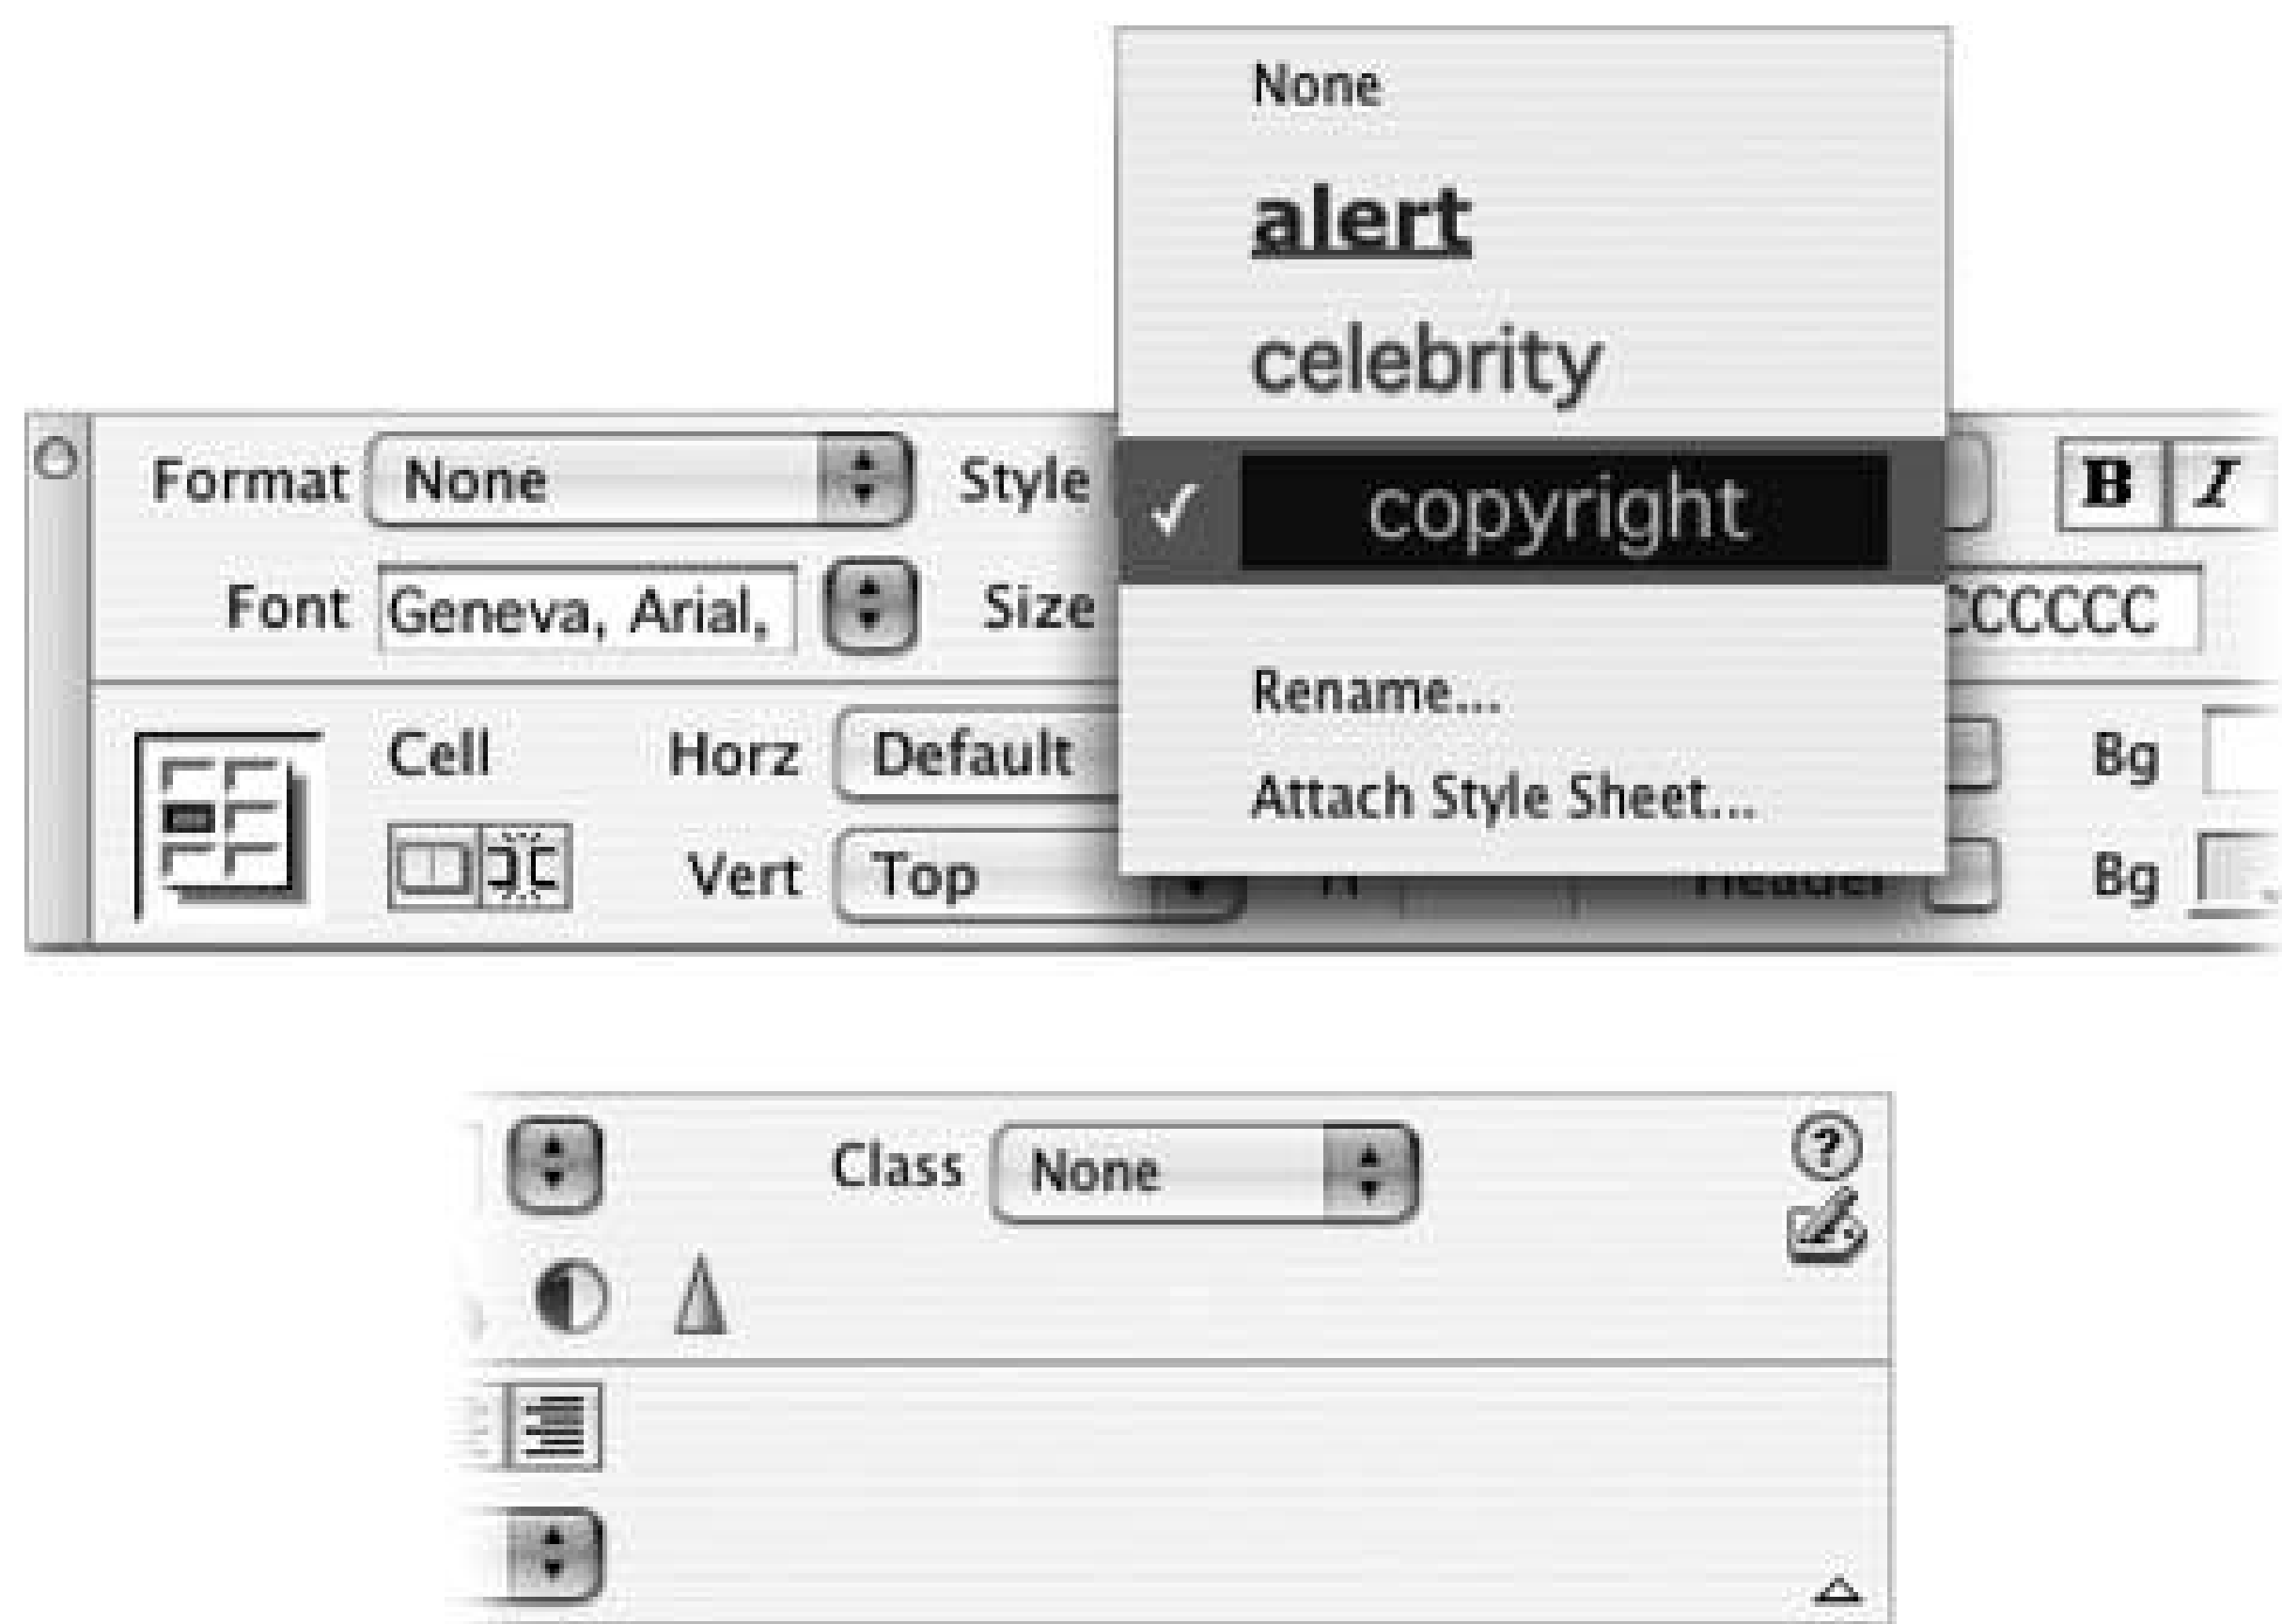 None
alert
celebrity
Format None Style ✓ copyright B I
Font Geneva, Arial, Size CCCCCC
Rename...
Cell Horz Default Bg
Attach Style Sheet...
Vert Top H Header Bg
Class None ?